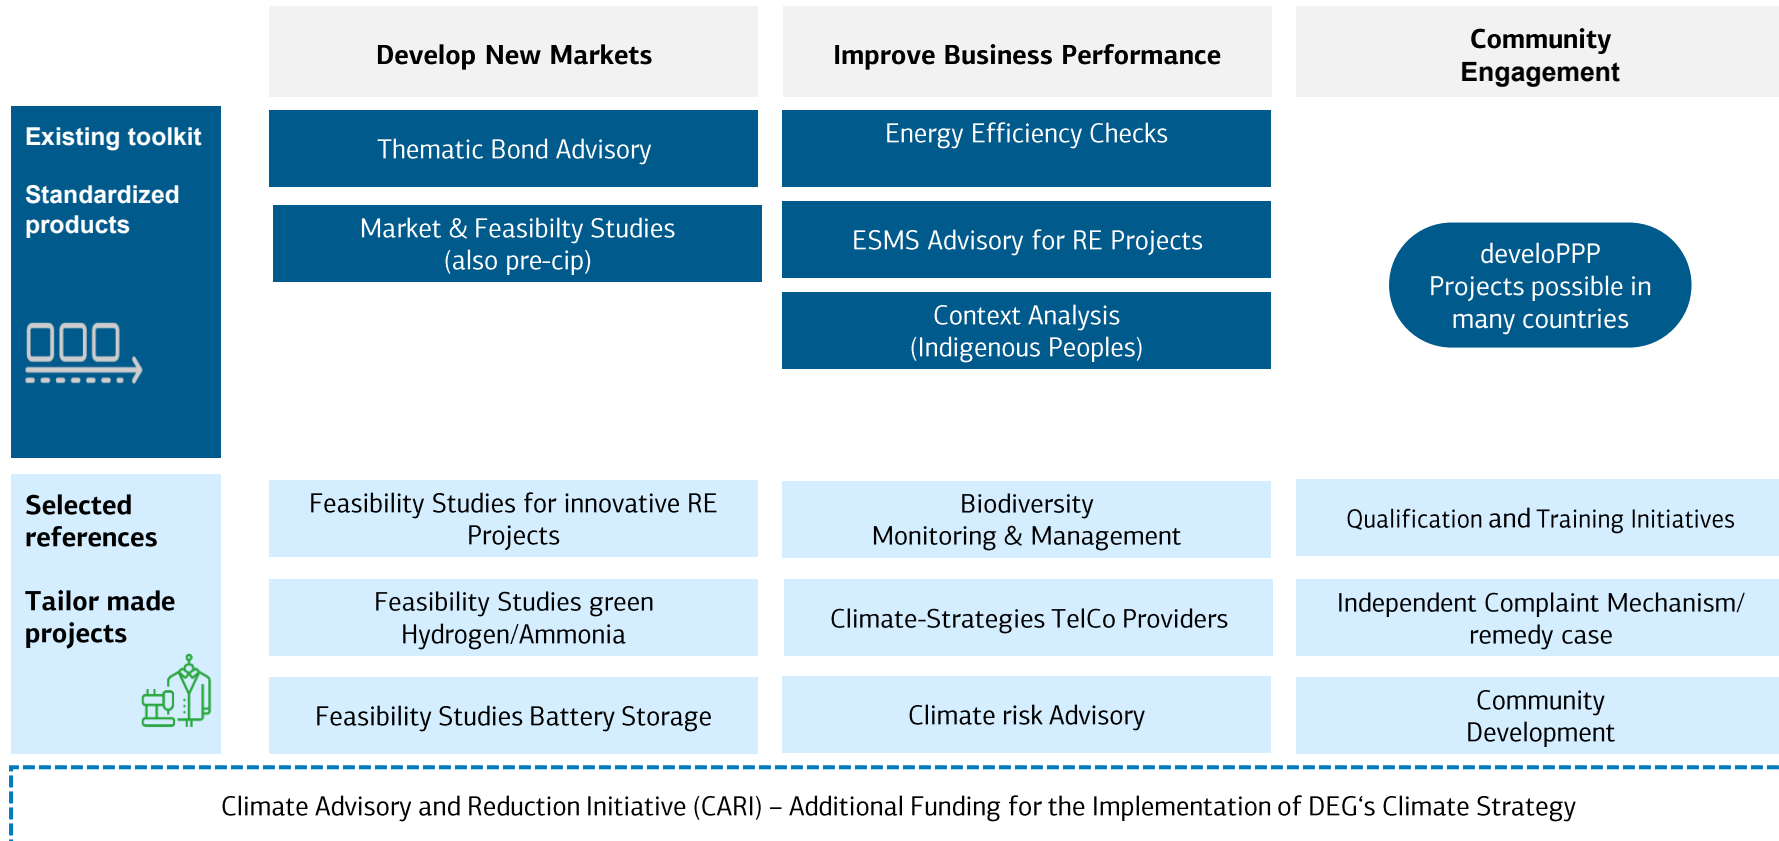 Develop New Markets
Improve Business Performance
Community
Engagement
Existing toolkit
Standardized
products
Thematic Bond Advisory
Market & Feasibilty Studies
(also pre-cip)
Energy Efficiency Checks
ESMS Advisory for RE Projects
Context Analysis
(Indigenous Peoples)
develoPPP
Projects possible in
many countries
Selected
references
Tailor made
projects
Feasibility Studies for innovative RE
Projects
Feasibility Studies green
Hydrogen/Ammonia
Feasibility Studies Battery Storage
Biodiversity
Monitoring & Management
Climate-Strategies TelCo Providers
Climate risk Advisory
Qualification and Training Initiatives
Independent Complaint Mechanism/
remedy case
Community
Development
Climate Advisory and Reduction Initiative (CARI) – Additional Funding for the Implementation of DEG‘s Climate Strategy